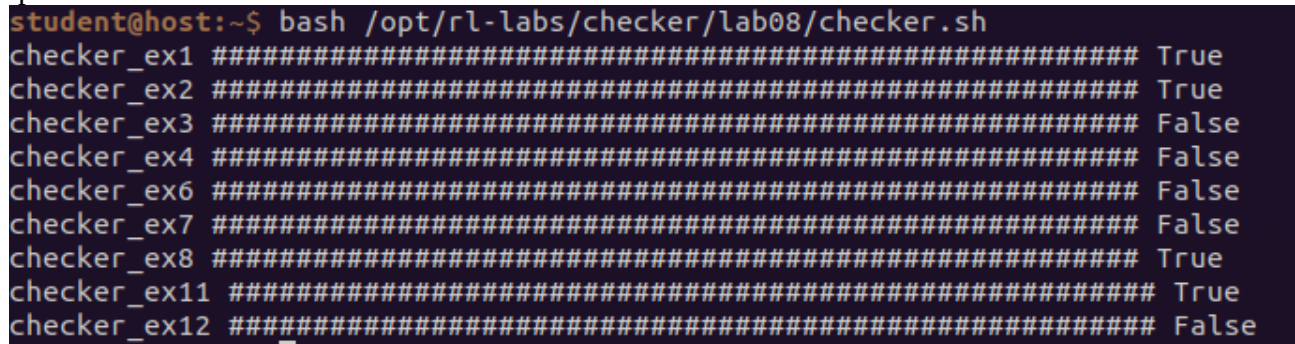 student@host:~$ bash /opt/rl-labs/checker/lab08/checker.sh
checker_ex1 ####################################################### True
checker_ex2 ####################################################### True
checker_ex3 ####################################################### False
checker_ex4 ####################################################### False
checker_ex6 ####################################################### False
checker_ex7 ####################################################### False
checker_ex8 ####################################################### True
checker_ex11 ####################################################### True
checker_ex12 ####################################################### False